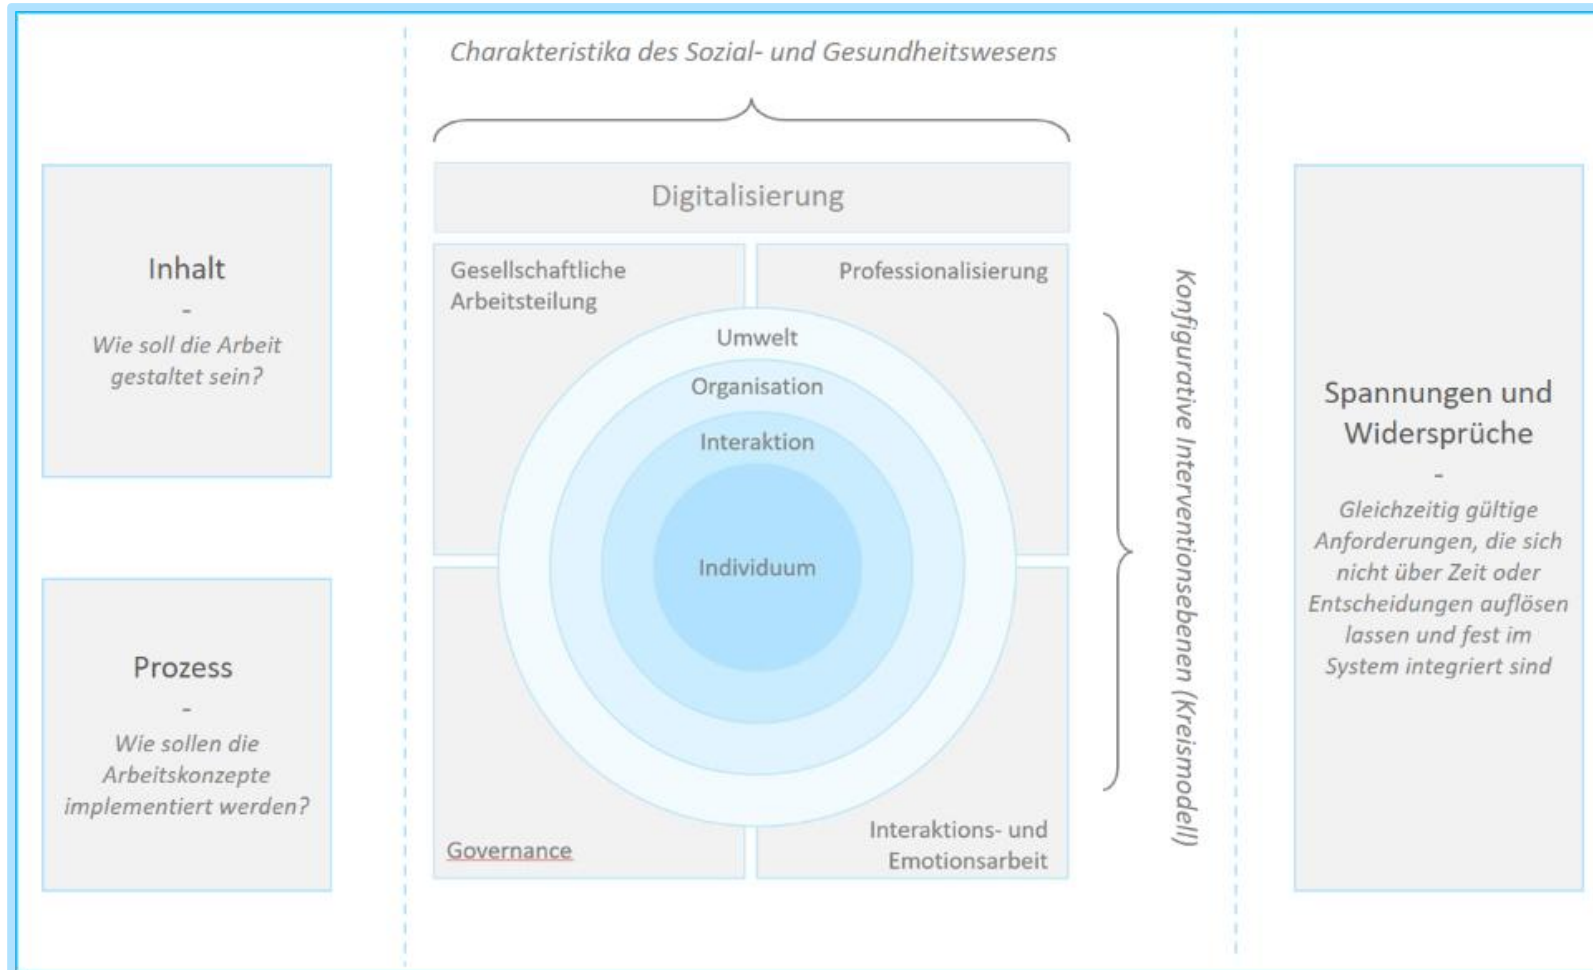 Charakteristika des Sozial- und Gesundheitswesens
Inhalt
-
Wie soll die Arbeit
gestaltet sein?
Prozess
-
Wie sollen die
Arbeitskonzepte
implementiert werden?
Digitalisierung
Gesellschaftliche
Arbeitsteilung
Professionalisierung
Umwelt
Organisation
Interaktion
Individuum
Governance
Interaktions- und
Emotionsarbeit
Konfigurative Interventionsebenen (Kreismodell)
Spannungen und
Widersprüche
-
Gleichzeitig gültige
Anforderungen, die sich
nicht über Zeit oder
Entscheidungen auflösen
lassen und fest im
System integriert sind